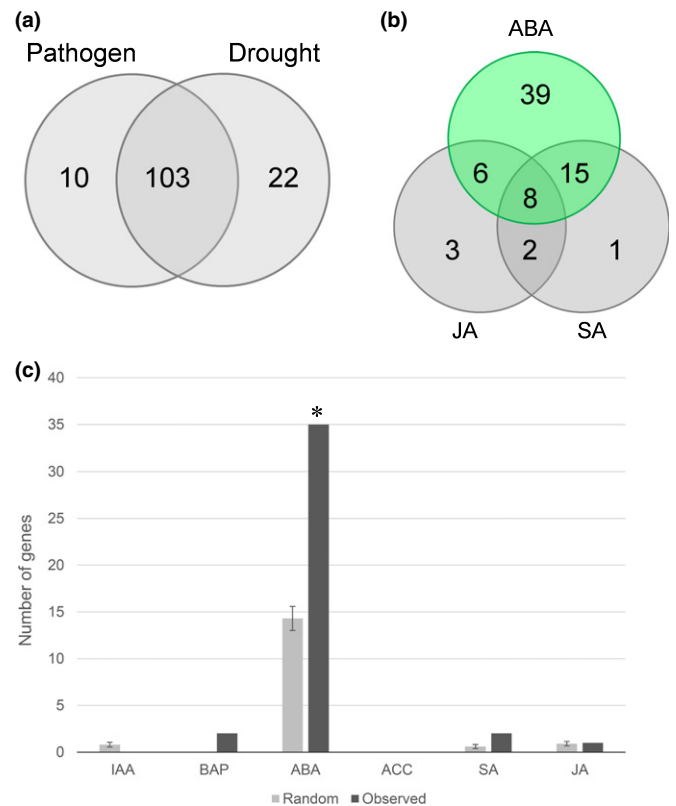 (a)
Pathogen Drought
10 103 22
(b)
ABA
39
6 15
8
3 2 1
JA SA
(c)
40
35
30
25
20
15
10
5
0
Number of genes
*
IAA BAP ABA ACC SA JA
Random Observed